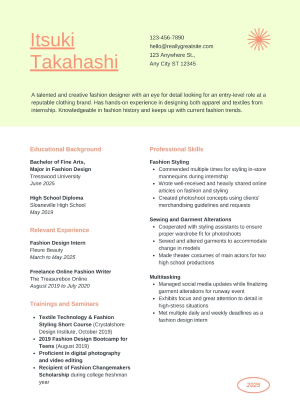 Itsuki
Takahashi
123-456-7890
hello@reallygreatsite.com
123 Anywhere St.,
Any City ST 12345
A talented and creative fashion designer with an eye for detail looking for an entry-level role at a
reputable clothing brand. Has hands-on experience in designing both apparel and textiles from
internship. Knowledgeable in fashion history and keeps up with current fashion trends.
Educational Background
Bachelor of Fine Arts,
Major in Fashion Design
Tresswood University
June 2025
High School Diploma
Sloaneville High School
May 2019
Relevant Experience
Fashion Design Intern
Fleure Beauty
March to May 2025
Freelance Online Fashion Writer
The Treasurebox Online
August 2019 to July 2020
Trainings and Seminars
• Textile Technology & Fashion
Styling Short Course (Crystalshore
Design Institute, October 2019)
• 2019 Fashion Design Bootcamp for
Teens (August 2019)
• Proficient in digital photography
and video editing
• Recipient of Fashion Changemakers
Scholarship during college freshman
year
Professional Skills
Fashion Styling
• Commended multiple times for styling in-store
mannequins during internship
• Wrote well-received and heavily shared online
articles on fashion and styling
• Created photoshoot concepts using clients'
merchandising guidelines and requests
Sewing and Garment Alterations
• Cooperated with styling assistants to ensure
proper wardrobe fit for photoshoots
• Sewed and altered garments to accommodate
change in models
• Made theater costumes of main actors for two
high school productions
Multitasking
• Managed social media updates while finalizing
garment alterations for runway event
• Exhibits focus and great attention to detail in
high-stress situations
• Met multiple daily and weekly deadlines as a
fashion design intern
2025